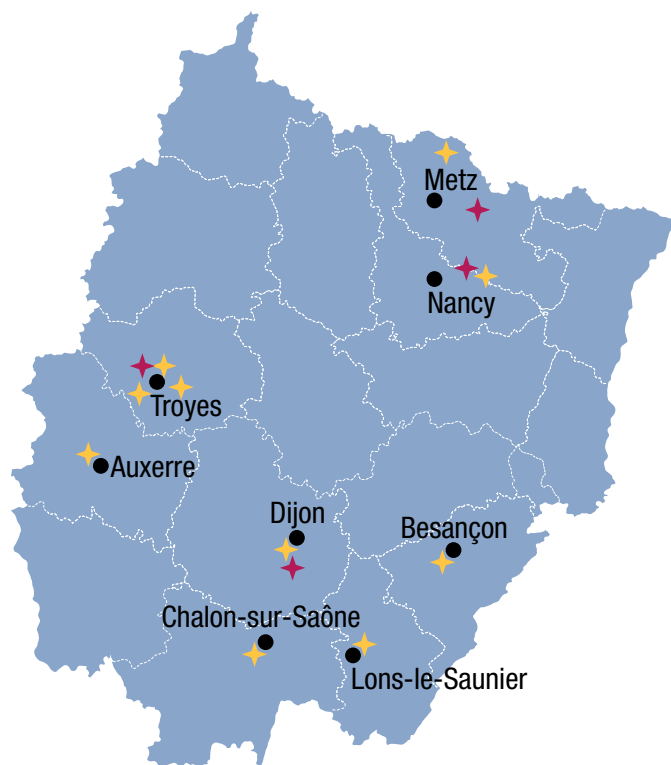 Metz
Nancy
Troyes
Auxerre
Dijon
Besançon
Chalon-sur-Saône
Lons-le-Saunier